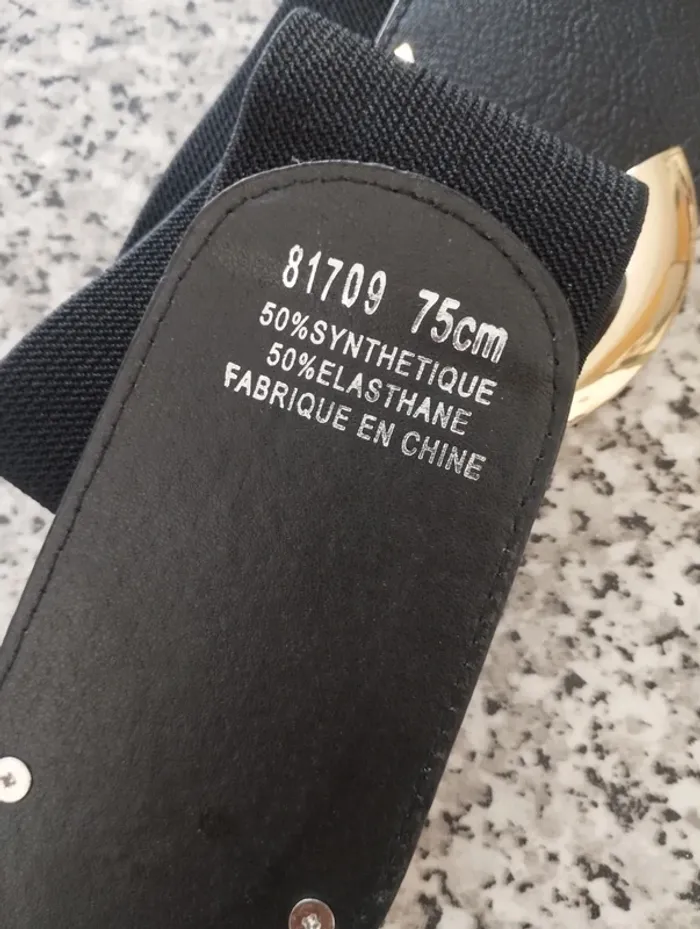 81709 75cm
50%SYNTHETIQUE
50%ELASTHANE
FABRIQUE EN CHINE